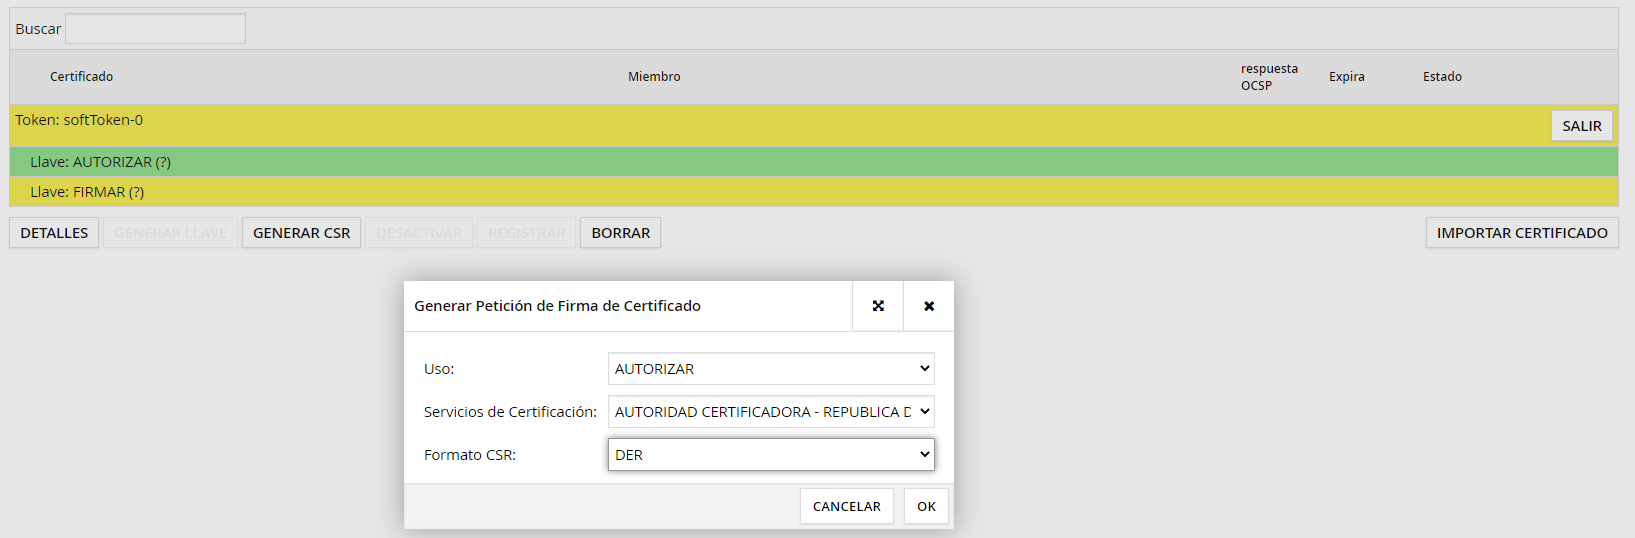 Buscar
Certificado Miembro respuesta OCSP Expira Estado
Token: softToken-0 SALIR
Llave: AUTORIZAR (?)
Llave: FIRMAR (?)
DETALLES GENERAR LLAVE GENERAR CSR DESACTIVAR REGISTRAR BORRAR IMPORTAR CERTIFICADO
Generar Petición de Firma de Certificado
Uso: AUTORIZAR
Servicios de Certificación: AUTORIDAD CERTIFICADORA - REPUBLICA D
Formato CSR: DER
CANCELAR OK